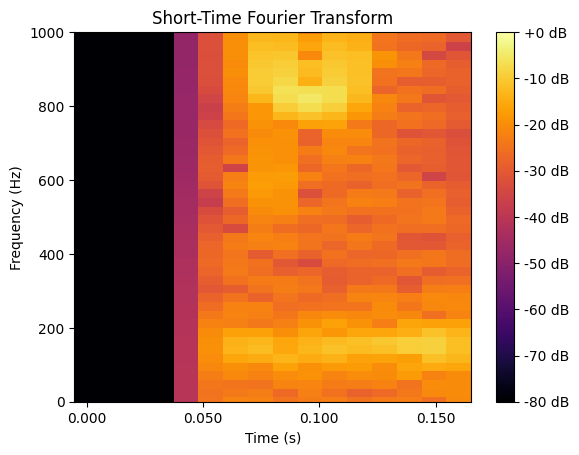 Short-Time Fourier Transform
1000
800
600
400
200
0
Frequency (Hz)
0.000
0.050
0.100
0.150
Time (s)
+0 dB
-10 dB
-20 dB
-30 dB
-40 dB
-50 dB
-60 dB
-70 dB
-80 dB